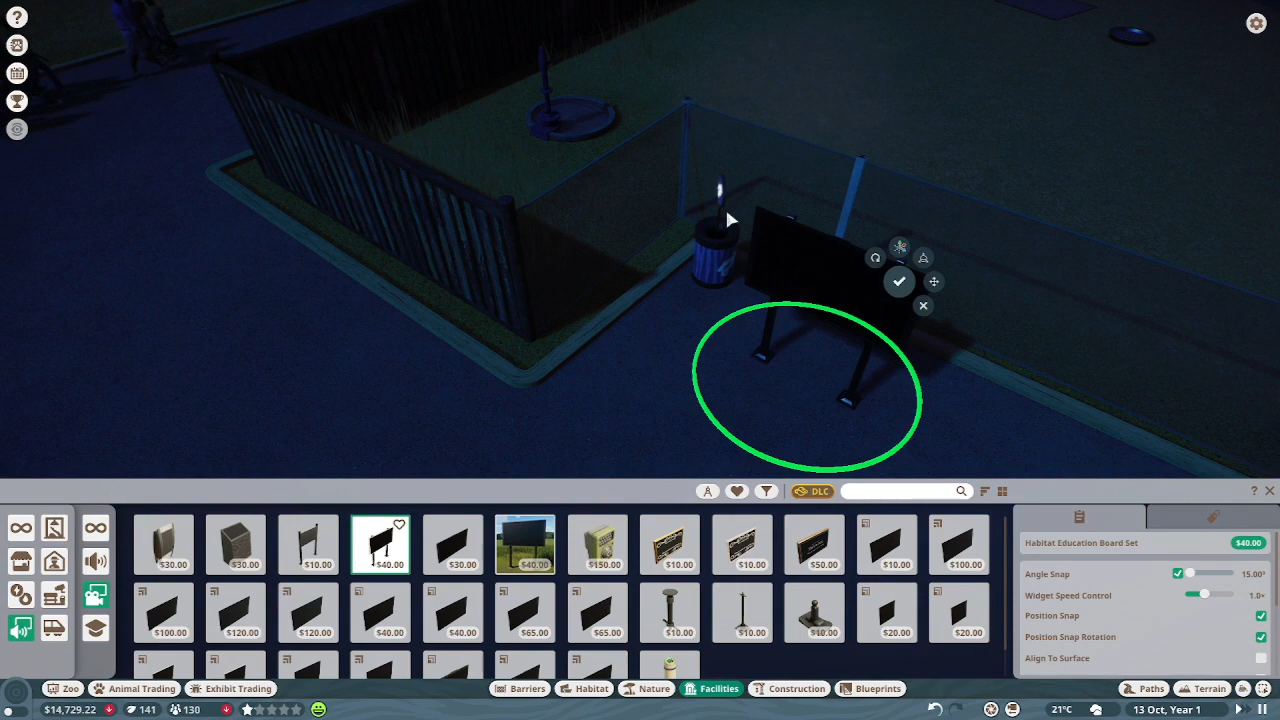 DLC
?
$30.00 $30.00 $10.00 $40.00 $30.00 $40.00 $150.00 $10.00 $10.00 $50.00 $10.00 $100.00
$100.00 $120.00 $120.00 $40.00 $40.00 $65.00 $65.00 $10.00 $10.00 $10.00 $20.00 $20.00
Habitat Education Board Set $40.00
Angle Snap 15.00°
Widget Speed Control 1.0×
Position Snap
Position Snap Rotation
Align To Surface
Zoo Animal Trading Exhibit Trading Barriers Habitat Nature Facilities Construction Blueprints Paths Terrain
$14,729.22 141 130 21°C 13 Oct, Year 1